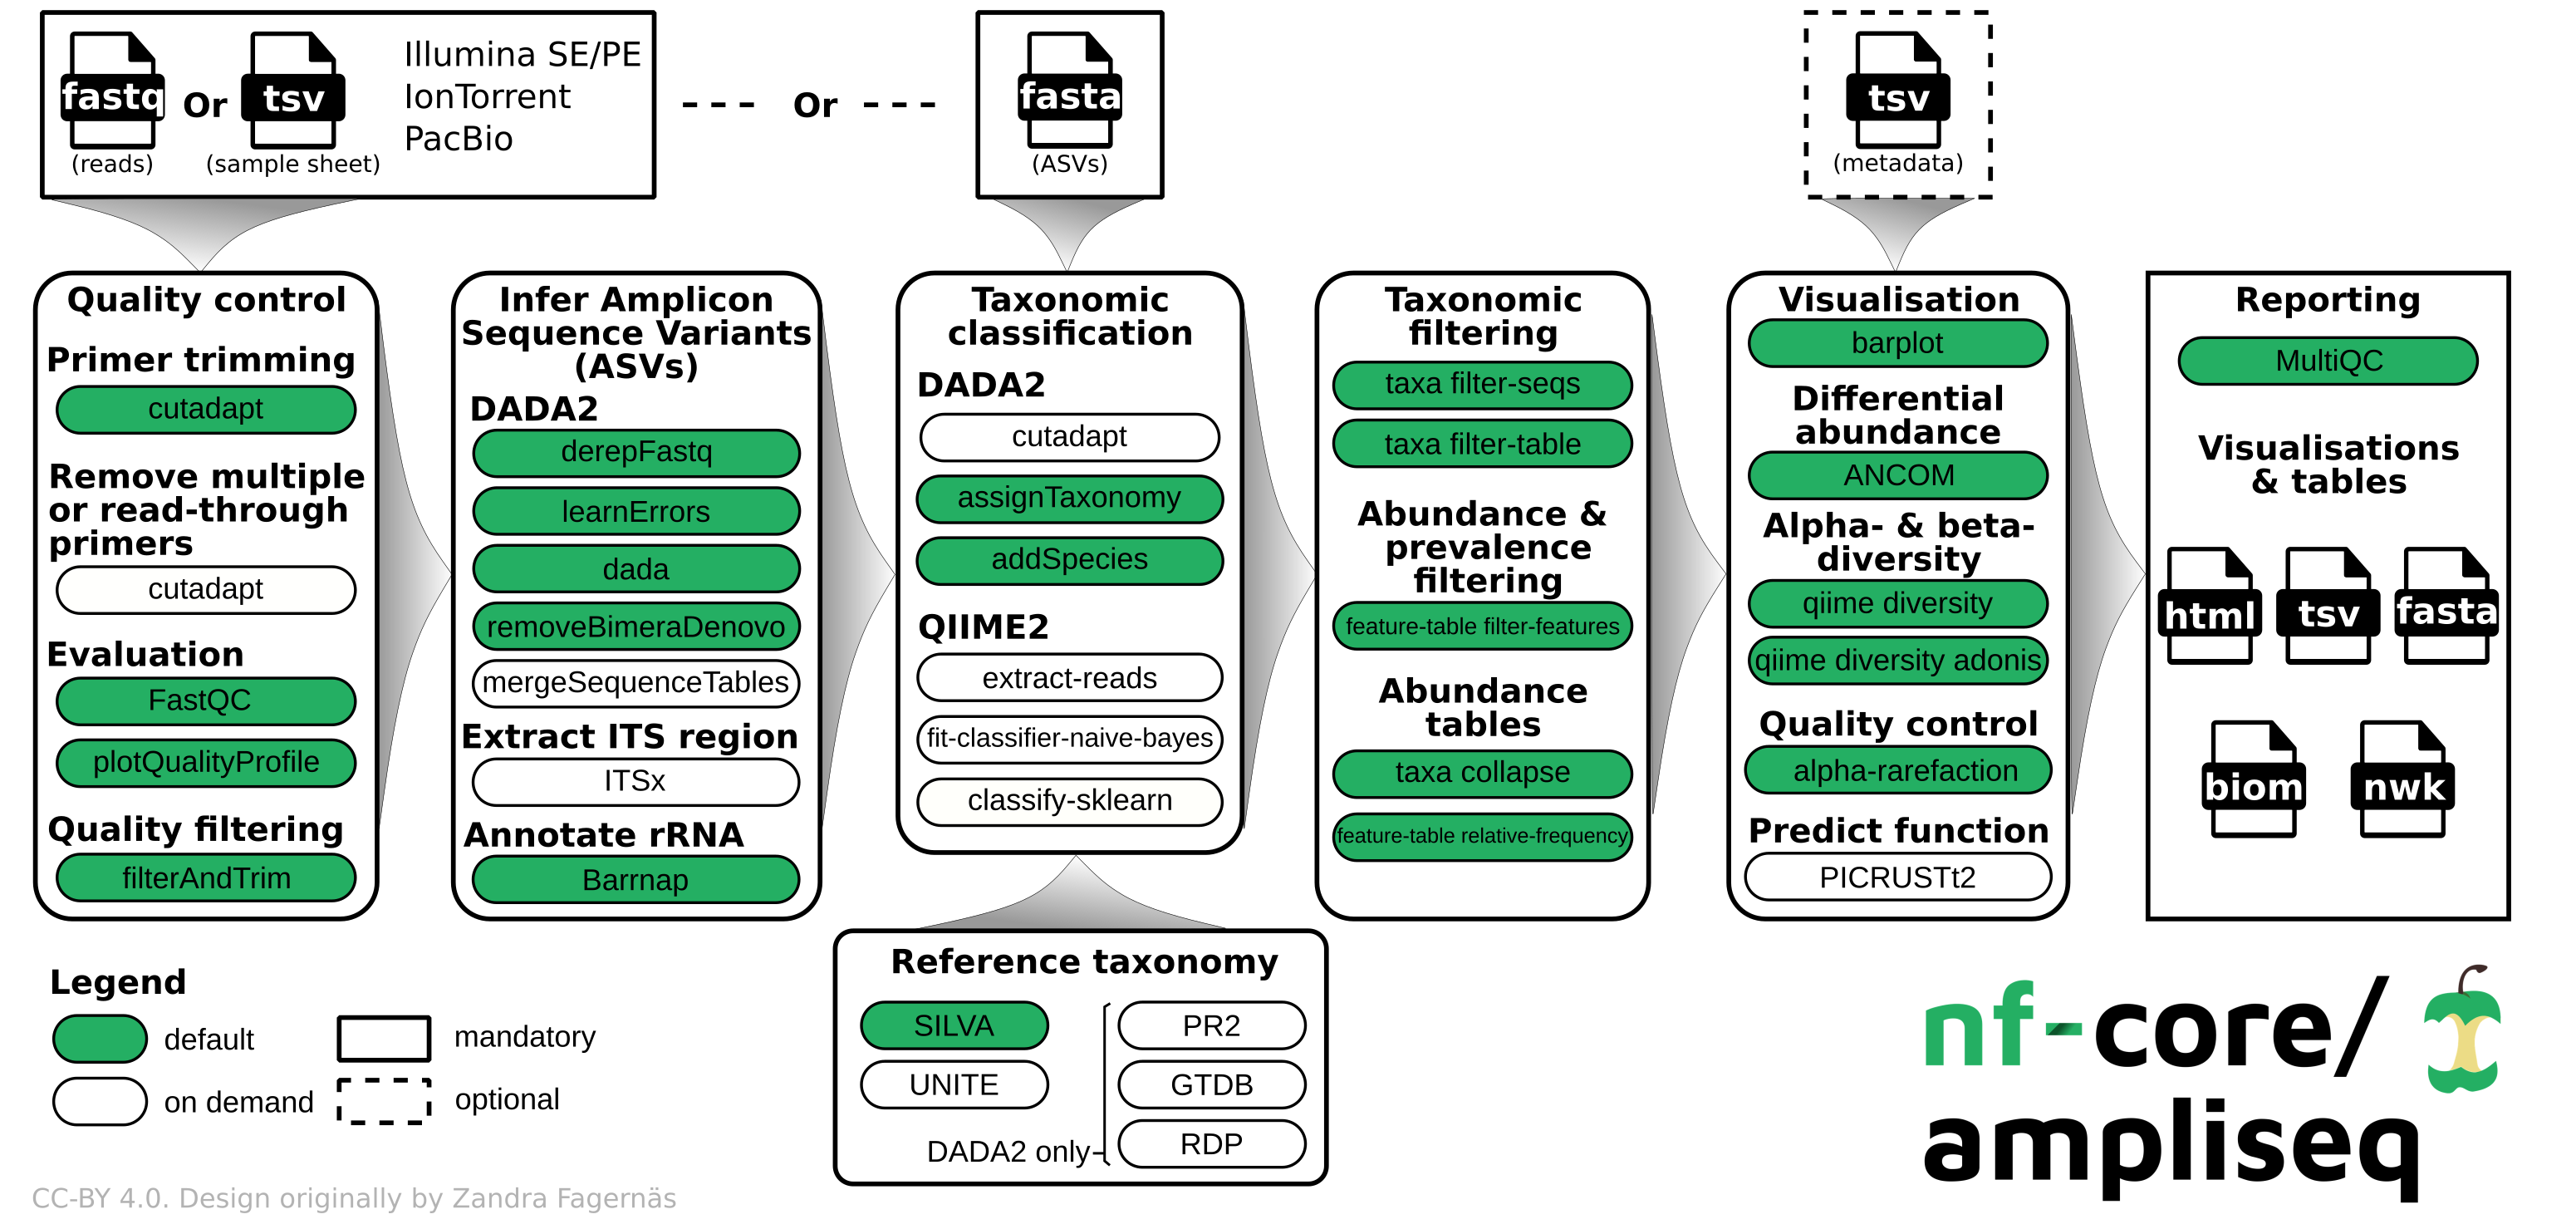 fastq
Or
tsv
(reads)
(sample sheet)
Illumina SE/PE
IonTorrent
PacBio
Or
fasta
(ASVs)
tsv
(metadata)
Quality control
Primer trimming
cutadapt
Remove multiple
or read-through
primers
cutadapt
Evaluation
FastQC
plotQualityProfile
Quality filtering
filterAndTrim
Infer Amplicon
Sequence Variants
(ASVs)
DADA2
derepFastq
learnErrors
dada
removeBimeraDenovo
mergeSequenceTables
Extract ITS region
ITSx
Annotate rRNA
Barrnap
Taxonomic
classification
DADA2
cutadapt
assignTaxonomy
addSpecies
QIIME2
extract-reads
fit-classifier-naive-bayes
classify-sklearn
Taxonomic
filtering
taxa filter-seqs
taxa filter-table
Abundance &
prevalence
filtering
feature-table filter-features
Abundance
tables
taxa collapse
feature-table relative-frequency
Visualisation
barplot
Differential
abundance
ANCOM
Alpha- & beta-
diversity
qiime diversity
qiime diversity adonis
Quality control
alpha-rarefaction
Predict function
PICRUSTt2
Reporting
MultiQC
Visualisations
& tables
html
tsv
fasta
biom
nwk
Reference taxonomy
SILVA
UNITE
DADA2 only
PR2
GTDB
RDP
Legend
default
on demand
mandatory
optional
nf-core/
ampliseq
CC-BY 4.0. Design originally by Zandra Fagernäs